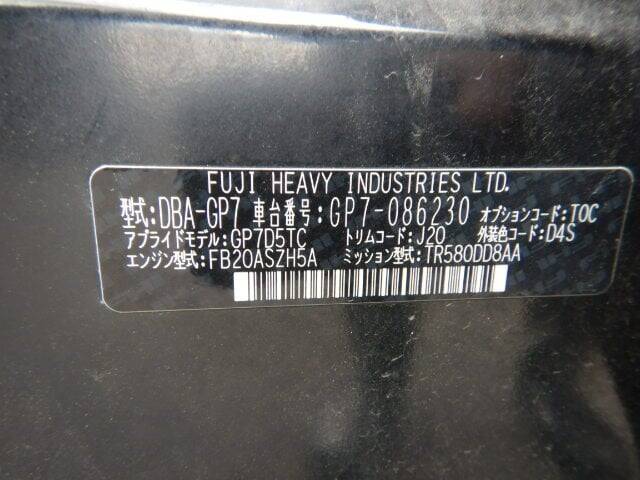 FUJI HEAVY INDUSTRIES LTD.
型式:DBA-GP7 車台番号:GP7-086230 オプションコード:TOC
アプライドモデル:GP7D5TC トリムコード:J20 外装色コード:D4S
エンジン型式:FB20ASZH5A ミッション型式:TR580DD8AA